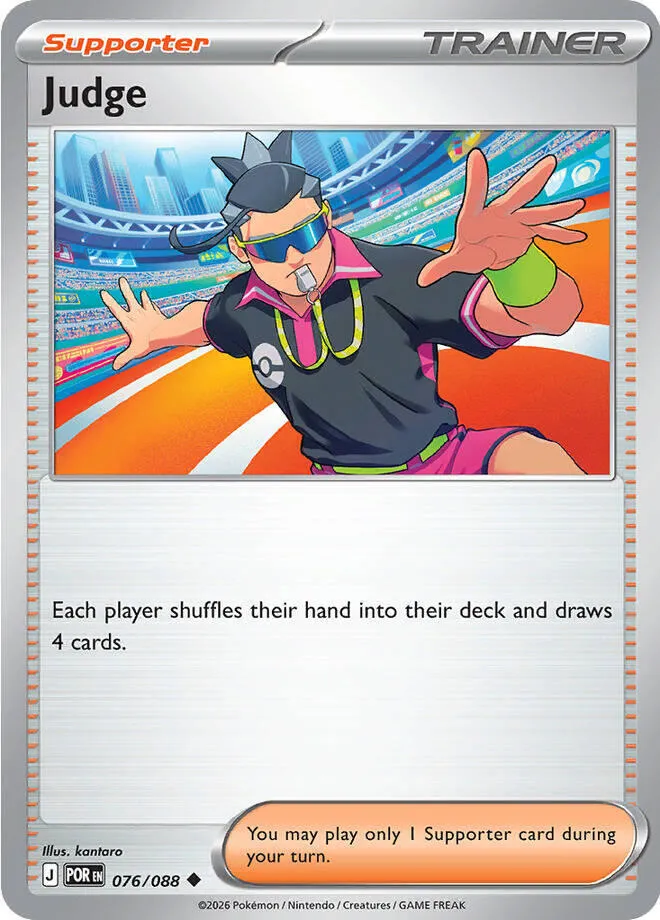 Supporter
TRAINER
Judge
Each player shuffles their hand into their deck and draws
4 cards.
You may play only 1 Supporter card during
your turn.
Illus. kantaro
J POR EN 076/088 ◆
©2026 Pokémon / Nintendo / Creatures / GAME FREAK